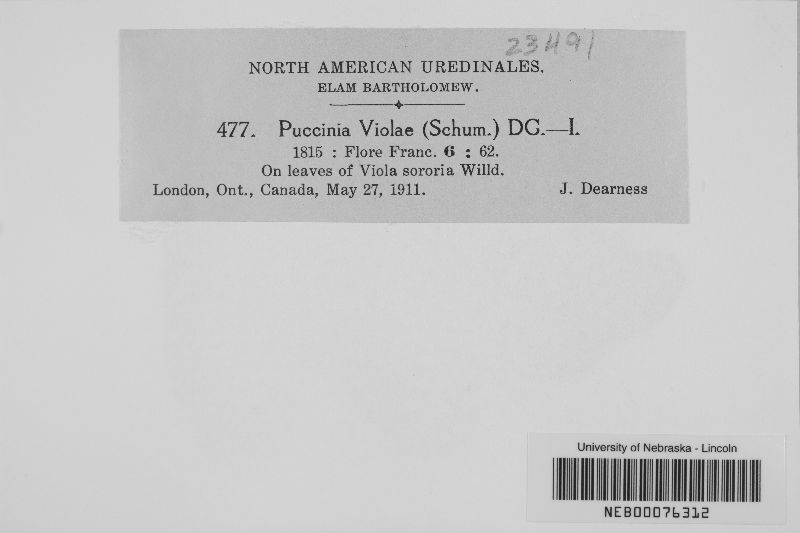 23491
NORTH AMERICAN UREDINALES.
ELAM BARTHOLOMEW.
477. Puccinia Violae (Schum.) DC.—I.
1815 : Flore Franc. 6 : 62.
On leaves of Viola sororia Willd.
London, Ont., Canada, May 27, 1911. J. Dearness
University of Nebraska - Lincoln
NEB00076312